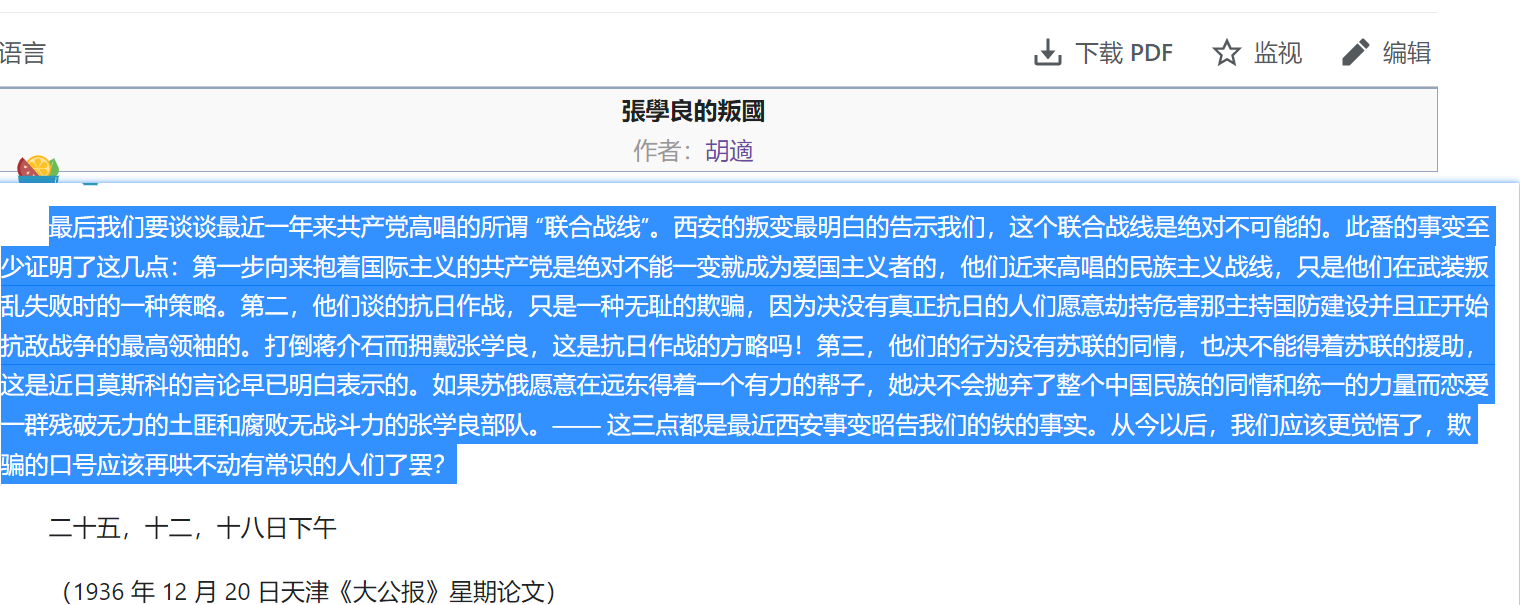 语言 下载 PDF 监视 编辑
張學良的叛國
作者：胡適
最后我们要谈谈最近一年来共产党高唱的所谓 “联合战线”。西安的叛变最明白的告示我们，这个联合战线是绝对不可能的。此番的事变至
少证明了这几点：第一步向来抱着国际主义的共产党是绝对不能一变就成为爱国主义者的，他们近来高唱的民族主义战线，只是他们在武装叛
乱失败时的一种策略。第二，他们谈的抗日作战，只是一种无耻的欺骗，因为决没有真正抗日的人们愿意劫持危害那主持国防建设并且正开始
抗敌战争的最高领袖的。打倒蒋介石而拥戴张学良，这是抗日作战的方略吗！第三，他们的行为没有苏联的同情，也决不能得着苏联的援助，
这是近日莫斯科的言论早已明白表示的。如果苏俄愿意在远东得着一个有力的帮子，她决不会抛弃了整个中国民族的同情和统一的力量而恋爱
一群残破无力的土匪和腐败无战斗力的张学良部队。—— 这三点都是最近西安事变昭告我们的铁的事实。从今以后，我们应该更觉悟了，欺
骗的口号应该再哄不动有常识的人们了罢？
二十五，十二，十八日下午
（1936 年 12 月 20 日天津《大公报》星期论文）